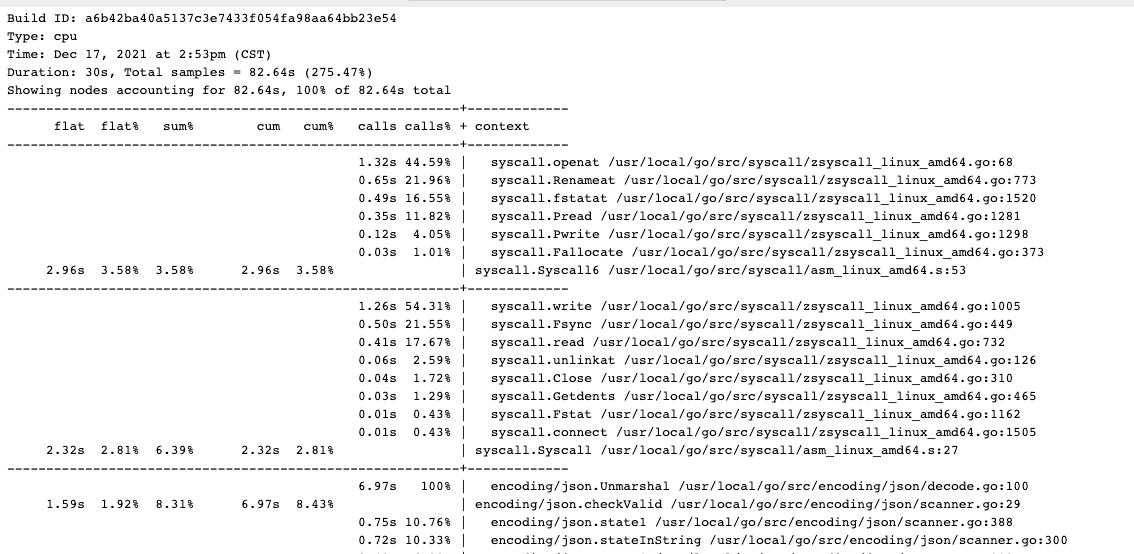 Build ID: a6b42ba40a5137c3e7433f054fa98aa64bb23e54
Type: cpu
Time: Dec 17, 2021 at 2:53pm (CST)
Duration: 30s, Total samples = 82.64s (275.47%)
Showing nodes accounting for 82.64s, 100% of 82.64s total
----------------------------------------------------------+-------------
      flat  flat%   sum%        cum   cum%   calls calls% + context
----------------------------------------------------------+-------------
                                             1.32s 44.59% |   syscall.openat /usr/local/go/src/syscall/zsyscall_linux_amd64.go:68
                                             0.65s 21.96% |   syscall.Renameat /usr/local/go/src/syscall/zsyscall_linux_amd64.go:773
                                             0.49s 16.55% |   syscall.fstatat /usr/local/go/src/syscall/zsyscall_linux_amd64.go:1520
                                             0.35s 11.82% |   syscall.Pread /usr/local/go/src/syscall/zsyscall_linux_amd64.go:1281
                                             0.12s  4.05% |   syscall.Pwrite /usr/local/go/src/syscall/zsyscall_linux_amd64.go:1298
                                             0.03s  1.01% |   syscall.Fallocate /usr/local/go/src/syscall/zsyscall_linux_amd64.go:373
     2.96s  3.58%  3.58%      2.96s  3.58%                | syscall.Syscall6 /usr/local/go/src/syscall/asm_linux_amd64.s:53
----------------------------------------------------------+-------------
                                             1.26s 54.31% |   syscall.write /usr/local/go/src/syscall/zsyscall_linux_amd64.go:1005
                                             0.50s 21.55% |   syscall.Fsync /usr/local/go/src/syscall/zsyscall_linux_amd64.go:449
                                             0.41s 17.67% |   syscall.read /usr/local/go/src/syscall/zsyscall_linux_amd64.go:732
                                             0.06s  2.59% |   syscall.unlinkat /usr/local/go/src/syscall/zsyscall_linux_amd64.go:126
                                             0.04s  1.72% |   syscall.Close /usr/local/go/src/syscall/zsyscall_linux_amd64.go:310
                                             0.03s  1.29% |   syscall.Getdents /usr/local/go/src/syscall/zsyscall_linux_amd64.go:465
                                             0.01s  0.43% |   syscall.Fstat /usr/local/go/src/syscall/zsyscall_linux_amd64.go:1162
                                             0.01s  0.43% |   syscall.connect /usr/local/go/src/syscall/zsyscall_linux_amd64.go:1505
     2.32s  2.81%  6.39%      2.32s  2.81%                | syscall.Syscall /usr/local/go/src/syscall/asm_linux_amd64.s:27
----------------------------------------------------------+-------------
                                             6.97s   100% |   encoding/json.Unmarshal /usr/local/go/src/encoding/json/decode.go:100
     1.59s  1.92%  8.31%      6.97s  8.43%                | encoding/json.checkValid /usr/local/go/src/encoding/json/scanner.go:29
                                             0.75s 10.76% |   encoding/json.state1 /usr/local/go/src/encoding/json/scanner.go:388
                                             0.72s 10.33% |   encoding/json.stateInString /usr/local/go/src/encoding/json/scanner.go:300